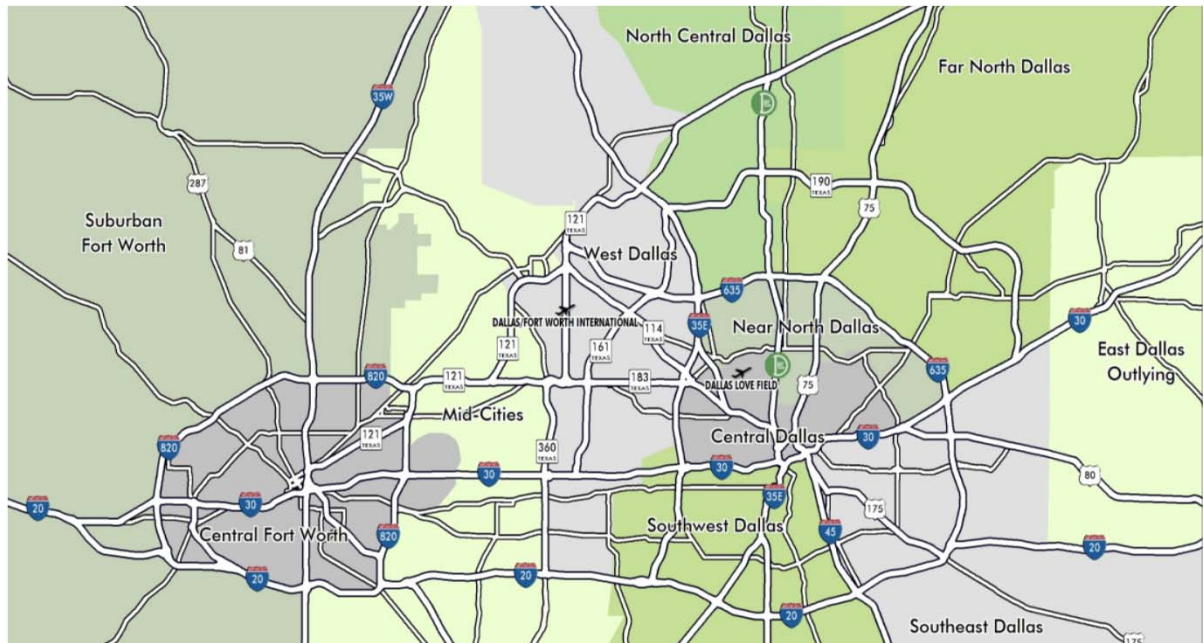 North Central Dallas
Far North Dallas
35W
287
190
TEXAS
Suburban
Fort Worth
121
TEXAS
75
81
West Dallas
635
DALLAS/FORT WORTH INTERNATIONAL
114
TEXAS
35E
Near North Dallas
30
121
TEXAS
161
TEXAS
East Dallas
Outlying
820
121
TEXAS
183
TEXAS
DALLAS LOVE FIELD
75
635
Mid-Cities
820
121
TEXAS
360
TEXAS
Central Dallas
30
30
30
80
20
30
35E
Central Fort Worth
820
Southwest Dallas
45
175
20
20
20
20
Southeast Dallas
175